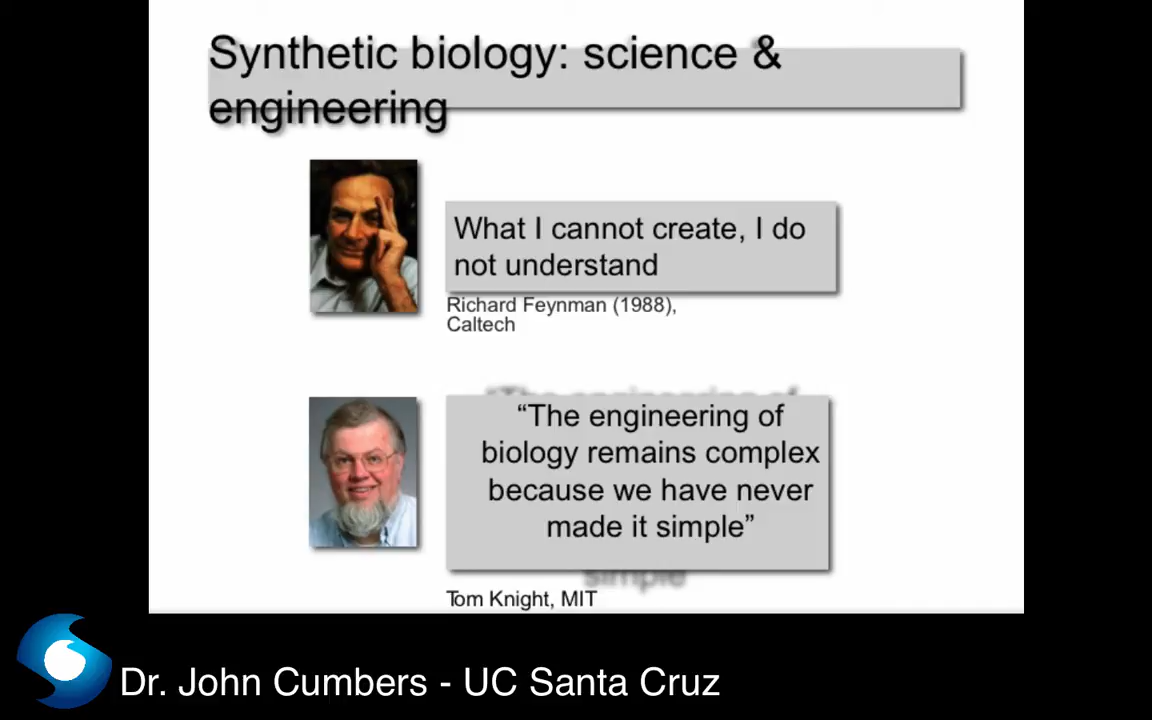 Synthetic biology: science &
engineering
What I cannot create, I do
not understand
Richard Feynman (1988),
Caltech
“The engineering of
biology remains complex
because we have never
made it simple”
simple
Tom Knight, MIT
Dr. John Cumbers - UC Santa Cruz